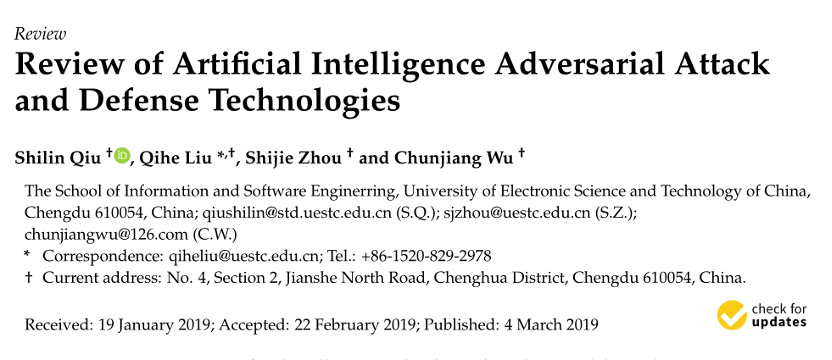 Review
Review of Artificial Intelligence Adversarial Attack
and Defense Technologies
Shilin Qiu † iD, Qihe Liu *,†, Shijie Zhou † and Chunjiang Wu †
The School of Information and Software Enginerring, University of Electronic Science and Technology of China,
Chengdu 610054, China; qiushilin@std.uestc.edu.cn (S.Q.); sjzhou@uestc.edu.cn (S.Z.);
chunjiangwu@126.com (C.W.)
* Correspondence: qiheliu@uestc.edu.cn; Tel.: +86-1520-829-2978
† Current address: No. 4, Section 2, Jianshe North Road, Chenghua District, Chengdu 610054, China.
check for
updates
Received: 19 January 2019; Accepted: 22 February 2019; Published: 4 March 2019